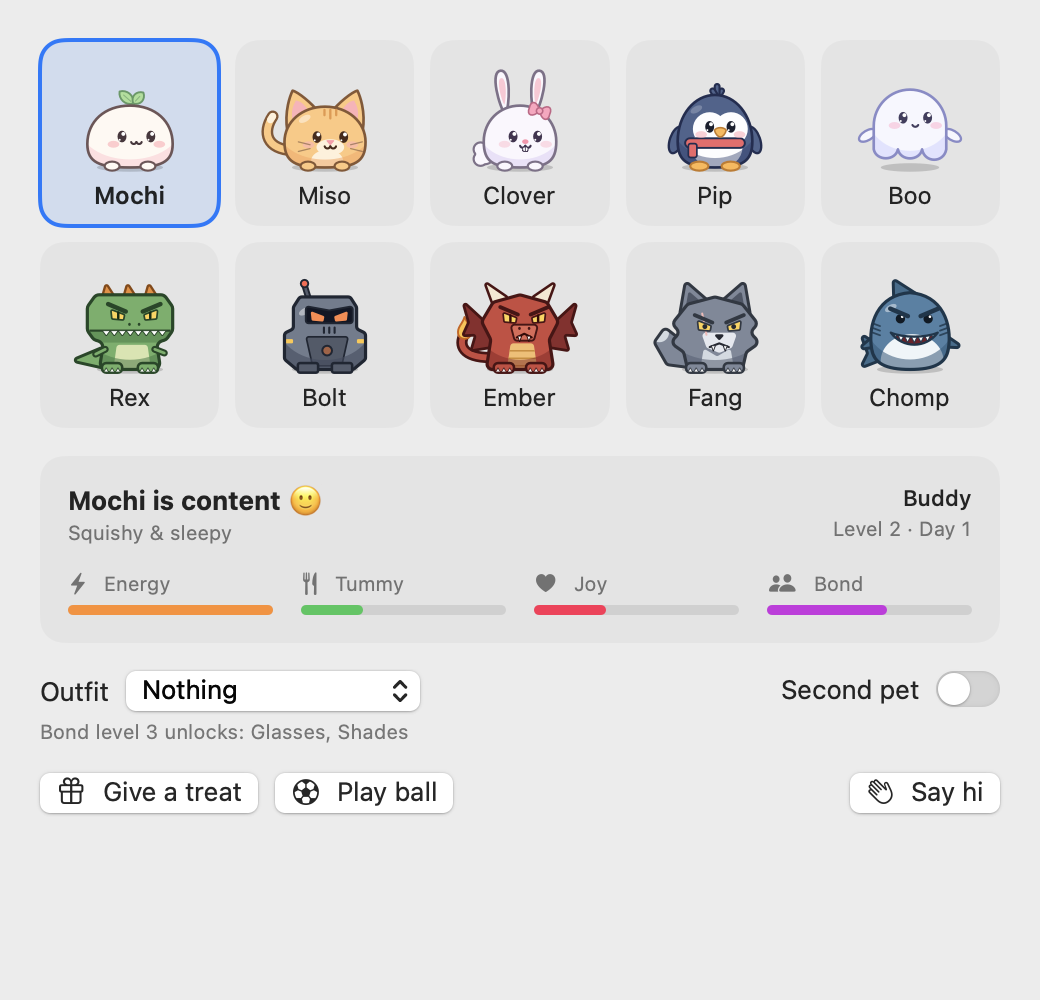 Mochi
Miso
Clover
Pip
Boo
Rex
Bolt
Ember
Fang
Chomp
Mochi is content 🙂
Buddy
Squishy & sleepy
Level 2 · Day 1
Energy
Tummy
Joy
Bond
Outfit
Nothing
Second pet
Bond level 3 unlocks: Glasses, Shades
Give a treat
Play ball
Say hi